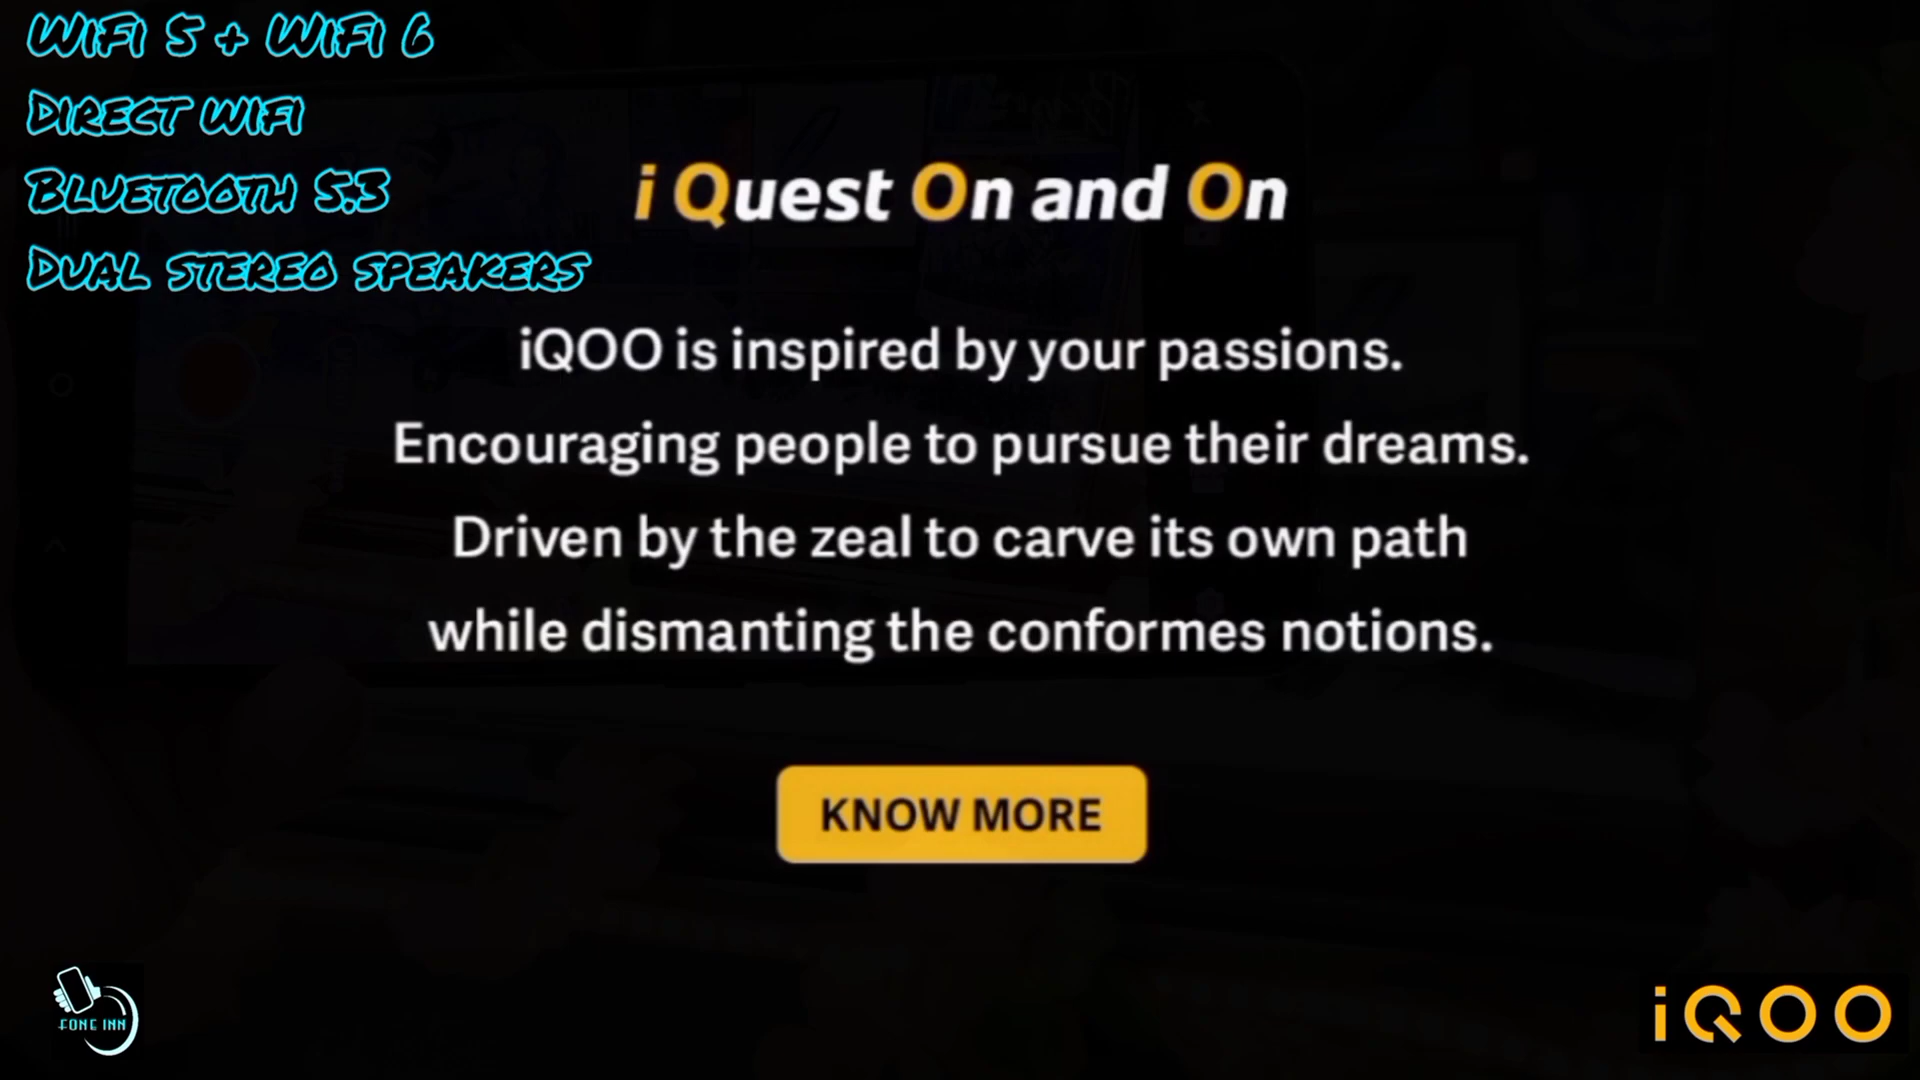 WiFi 5 + WiFi 6
Direct wifi
Bluetooth 5.3
Dual stereo speakers
i Quest On and On
iQOO is inspired by your passions.
Encouraging people to pursue their dreams.
Driven by the zeal to carve its own path
while dismanting the conformes notions.
KNOW MORE
FONE INN
iQOO